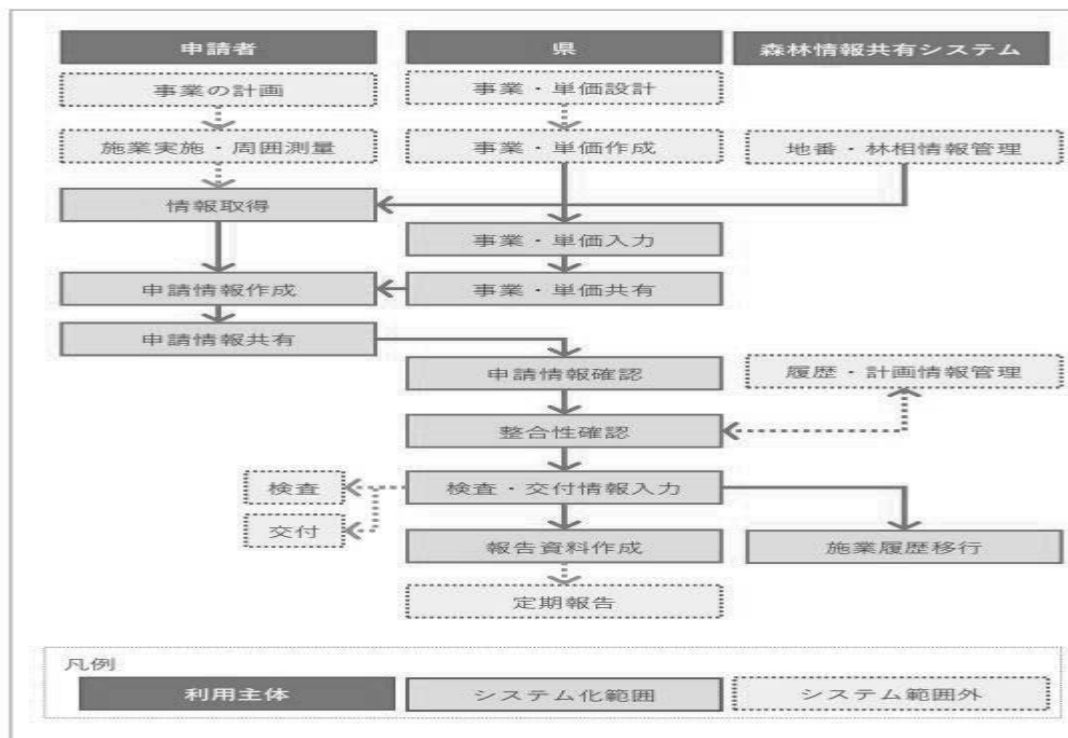 申請者
県
森林情報共有システム
事業の計画
事業・単価設計
施業実施・周囲測量
事業・単価作成
地番・林相情報管理
情報取得
事業・単価入力
申請情報作成
事業・単価共有
申請情報共有
申請情報確認
履歴・計画情報管理
整合性確認
検査
検査・交付情報入力
交付
報告資料作成
施業履歴移行
定期報告
凡例
利用主体
システム化範囲
システム範囲外